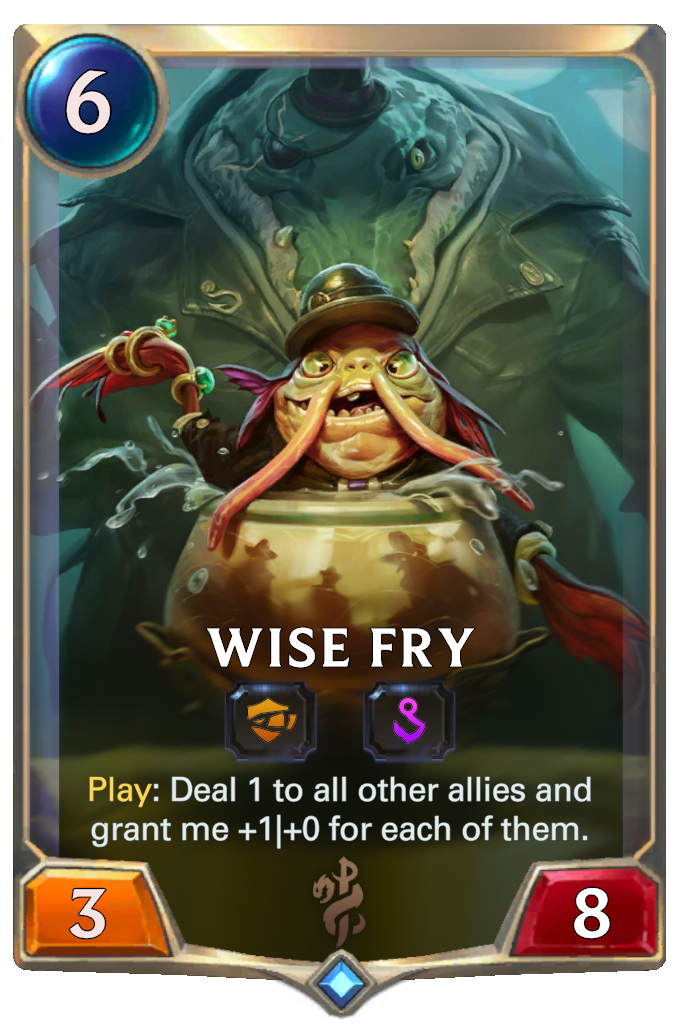 6
WISE FRY
Play: Deal 1 to all other allies and
grant me +1|+0 for each of them.
3
8